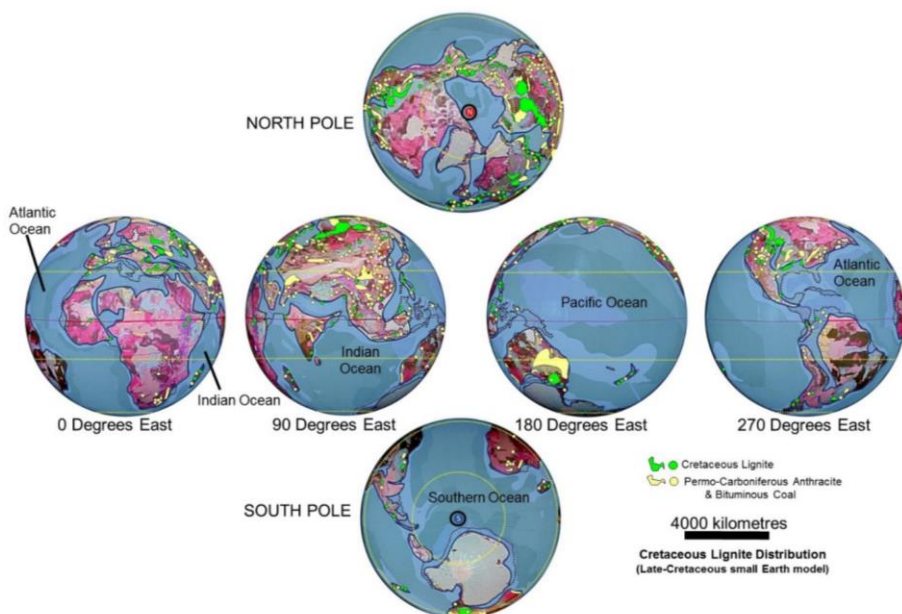 NORTH POLE
N
Atlantic
Ocean
Indian Ocean
0 Degrees East
Indian
Ocean
90 Degrees East
Pacific Ocean
180 Degrees East
Atlantic
Ocean
270 Degrees East
SOUTH POLE
Southern Ocean
S
Cretaceous Lignite
Permo-Carboniferous Anthracite
& Bituminous Coal
4000 kilometres
Cretaceous Lignite Distribution
(Late-Cretaceous small Earth model)